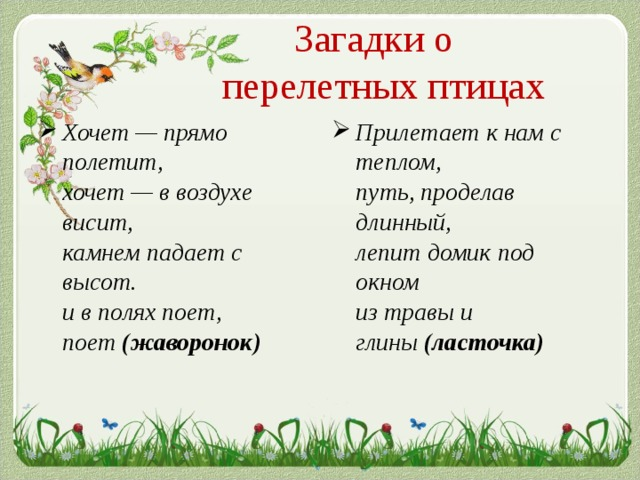 Загадки о
перелетных птицах
Хочет — прямо
полетит,
хочет — в воздухе
висит,
камнем падает с
высот.
и в полях поет,
поет (жаворонок)
Прилетает к нам с
теплом,
путь, проделав
длинный,
лепит домик под
окном
из травы и
глины (ласточка)